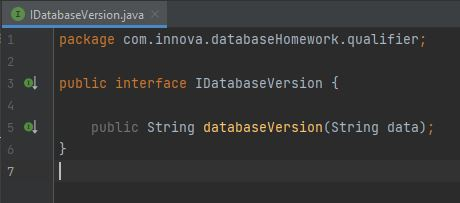 IDatabaseVersion.java
1 package com.innova.databaseHomework.qualifier;
2
3 public interface IDatabaseVersion {
4
5     public String databaseVersion(String data);
6 }
7